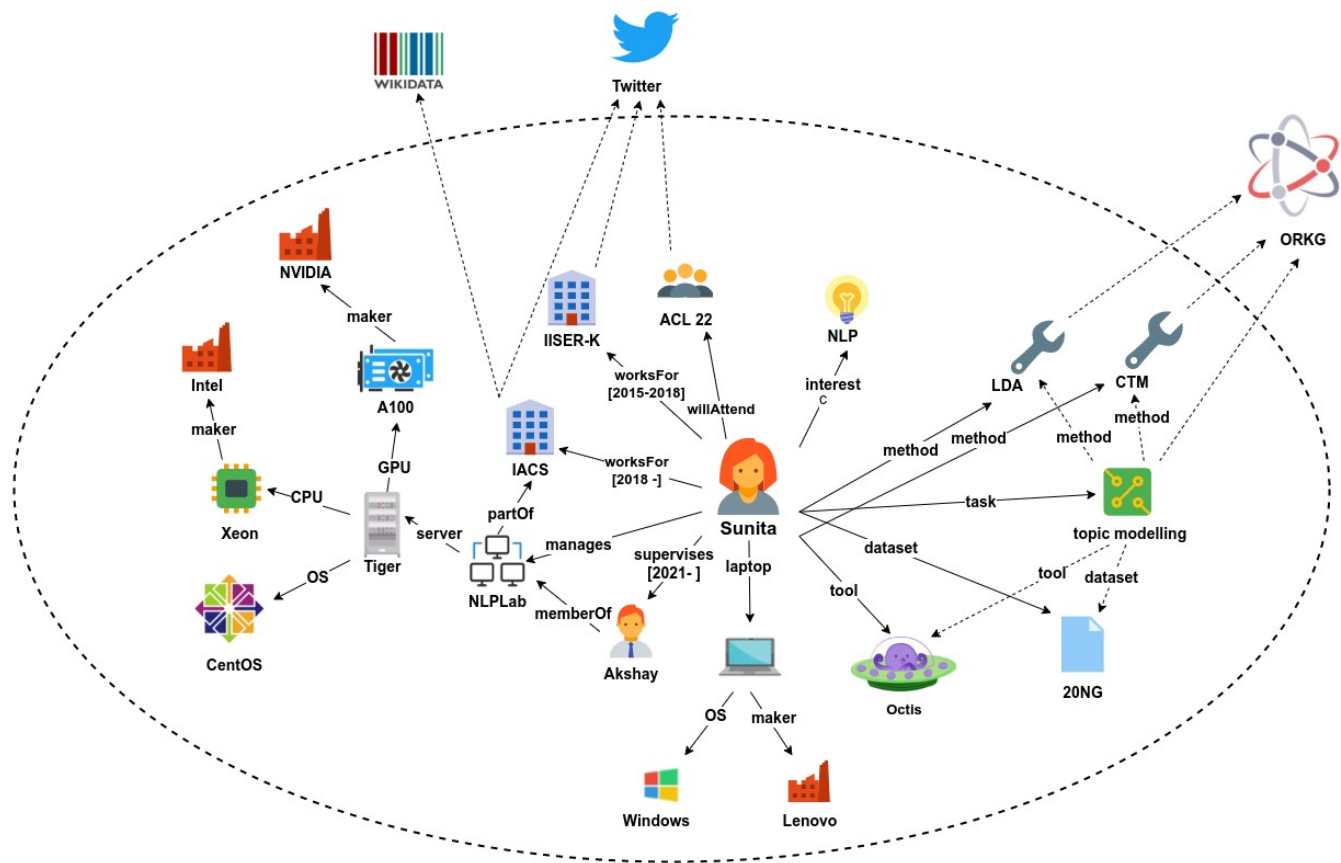 WIKIDATA
Twitter
ORKG
NVIDIA
maker
Intel
maker
A100
GPU
CPU
Xeon
OS
Tiger
CentOS
server
IISER-K
worksFor
[2015-2018]
ACL 22
willAttend
NLP
interest
C
IACS
worksFor
[2018 -]
partOf
NLPLab
manages
memberOf
Sunita
supervises
[2021- ]
Akshay
laptop
OS
maker
Windows
Lenovo
LDA
CTM
method
method
method
method
task
topic modelling
dataset
tool
tool
dataset
Octis
20NG